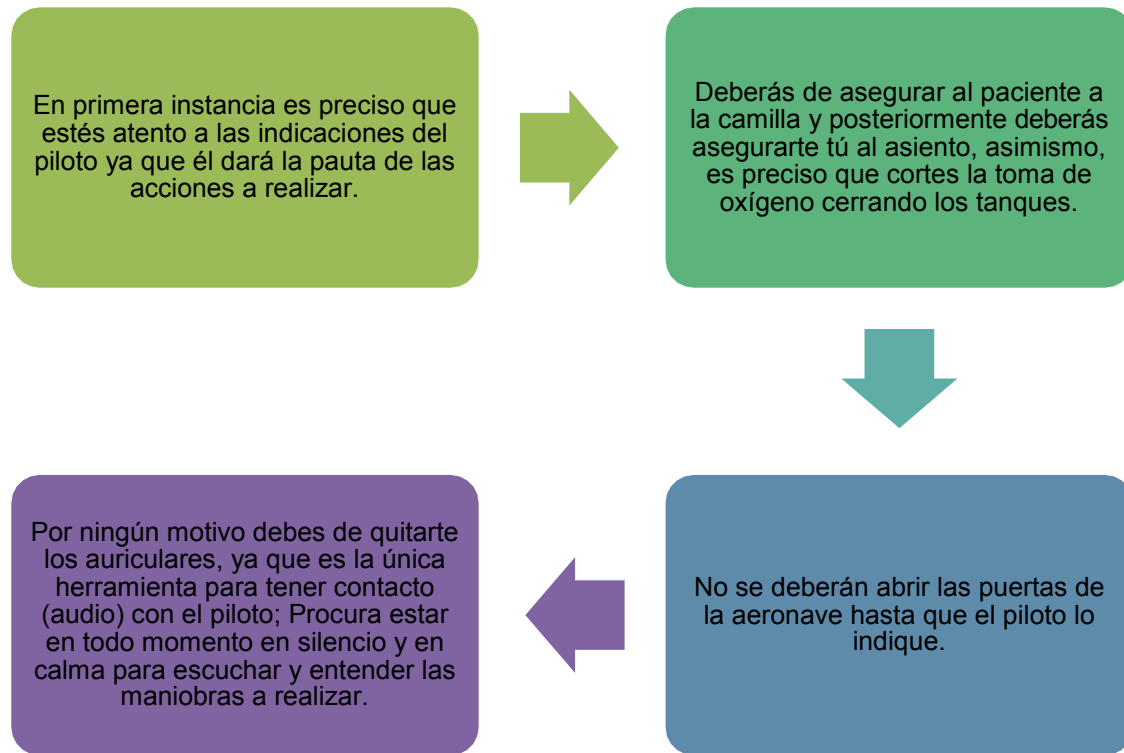 En primera instancia es preciso que
estés atento a las indicaciones del
piloto ya que él dará la pauta de las
acciones a realizar.
Deberás de asegurar al paciente a
la camilla y posteriormente deberás
asegurarte tú al asiento, asimismo,
es preciso que cortes la toma de
oxígeno cerrando los tanques.
No se deberán abrir las puertas de
la aeronave hasta que el piloto lo
indique.
Por ningún motivo debes de quitarte
los auriculares, ya que es la única
herramienta para tener contacto
(audio) con el piloto; Procura estar
en todo momento en silencio y en
calma para escuchar y entender las
maniobras a realizar.